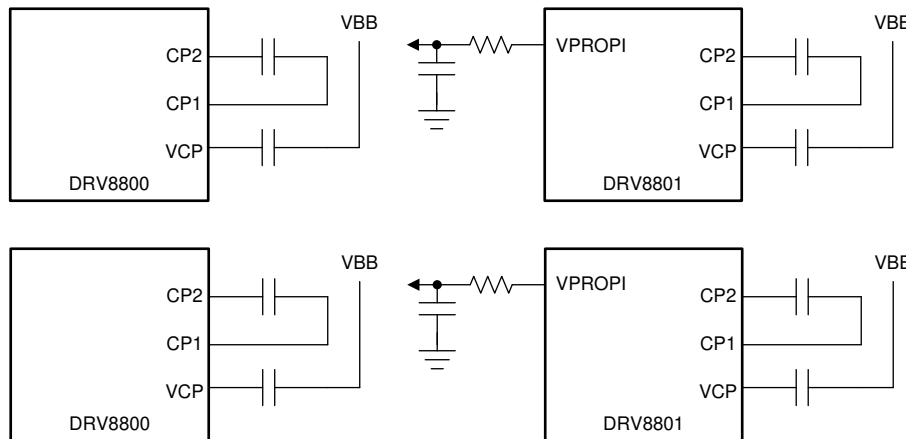 VBB
VBB
CP2
VPROPI
CP2
CP1
CP1
VCP
VCP
DRV8800
DRV8801
VBB
VBB
CP2
VPROPI
CP2
CP1
CP1
VCP
VCP
DRV8800
DRV8801